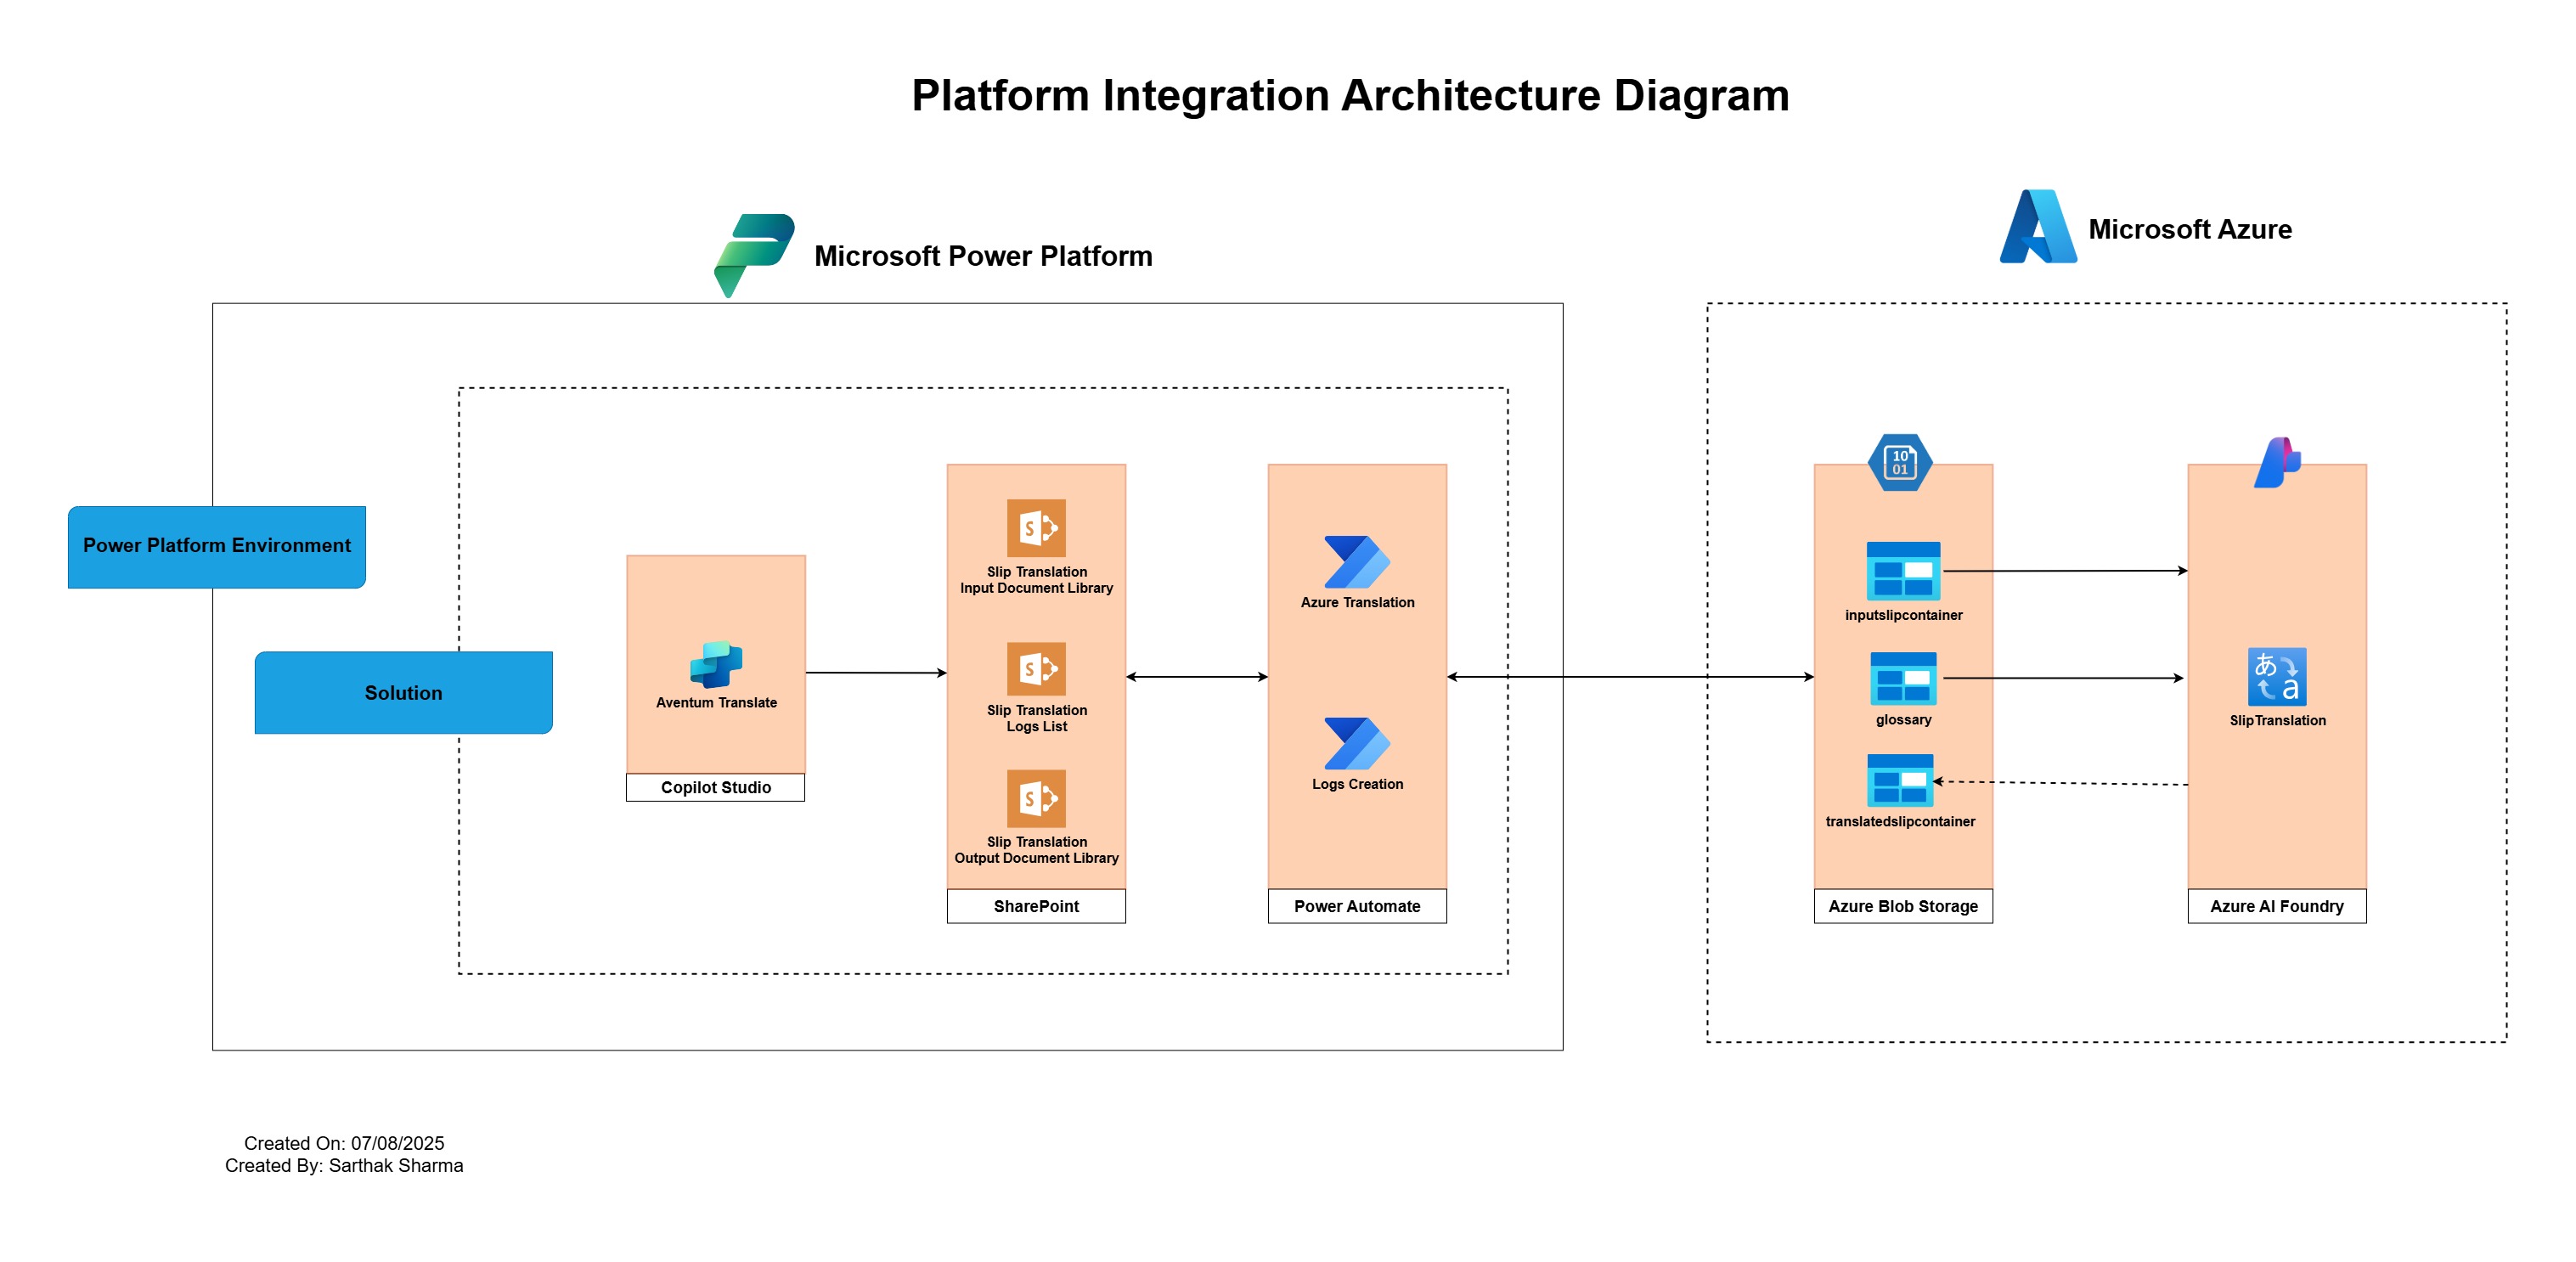 Platform Integration Architecture Diagram
Microsoft Power Platform
Microsoft Azure
Power Platform Environment
Solution
Aventum Translate
Copilot Studio
Slip Translation
Input Document Library
Slip Translation
Logs List
Slip Translation
Output Document Library
SharePoint
Azure Translation
Logs Creation
Power Automate
10
01
inputslipcontainer
glossary
translatedslipcontainer
Azure Blob Storage
あ
a
SlipTranslation
Azure AI Foundry
Created On: 07/08/2025
Created By: Sarthak Sharma